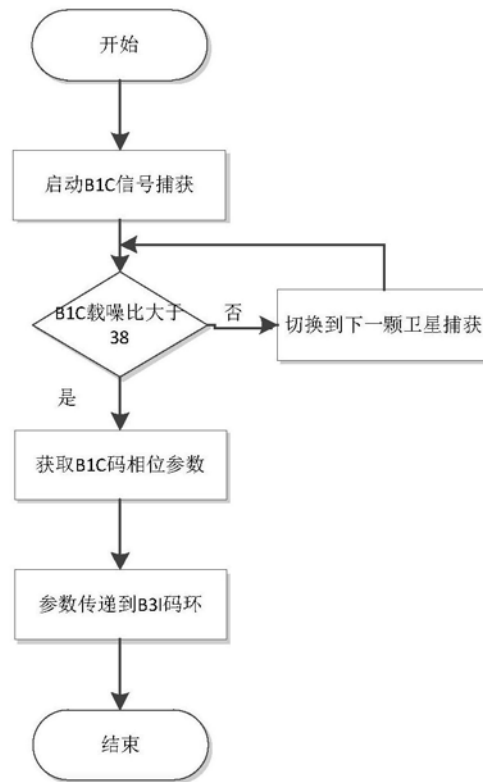 开始
启动B1C信号捕获
B1C载噪比大于
38
否
切换到下一颗卫星捕获
是
获取B1C码相位参数
参数传递到B3I码环
结束